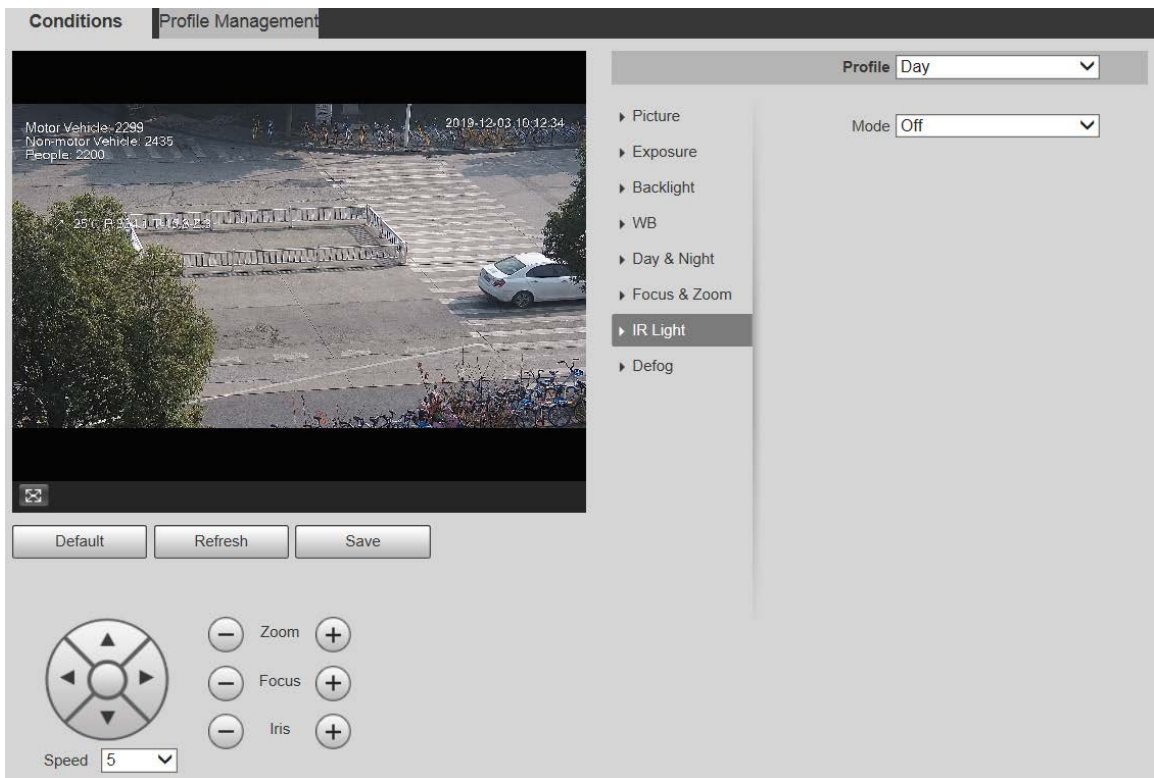 Conditions
Profile Management
Motor Vehicle: 2299
Non-motor Vehicle: 2435
People: 2200
2019-12-03 10:12:34
Profile Day
Picture
Mode Off
Exposure
Backlight
WB
Day & Night
Focus & Zoom
IR Light
Defog
Default
Refresh
Save
Zoom
Focus
Iris
Speed 5